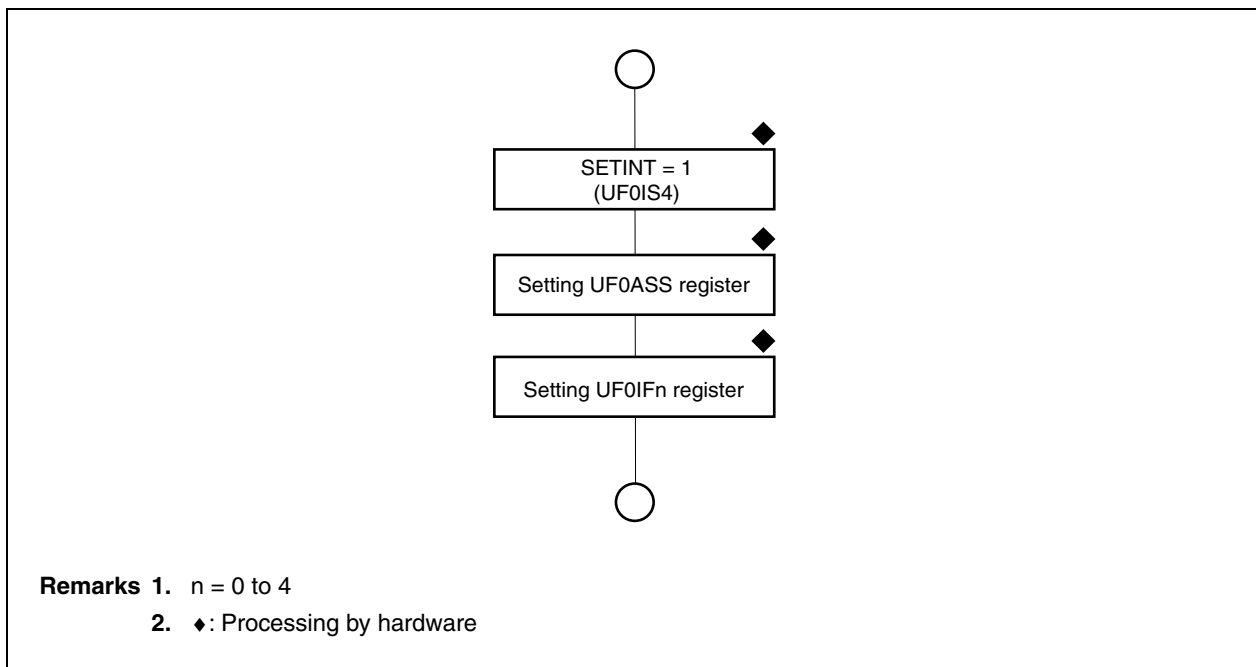 SETINT = 1
(UF0IS4)
Setting UF0ASS register
Setting UF0IFn register
Remarks 1. n = 0 to 4
2. ♦: Processing by hardware